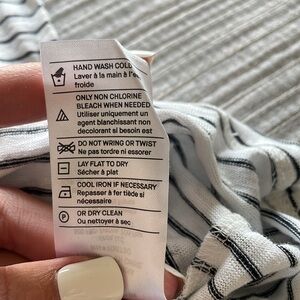 HAND WASH COLD
Laver à la main à l'e
froide
ONLY NON CHLORINE
BLEACH WHEN NEEDED
Utiliser uniquement un
agent blanchissant non
decolorant si besoin est
DO NOT WRING OR TWIST
Ne pas tordre ni essorer
LAY FLAT TO DRY
Sécher à plat
COOL IRON IF NECESSARY
Repasser à fer tiède si
nécessaire
P
OR DRY CLEAN
Ou nettoyer à sec